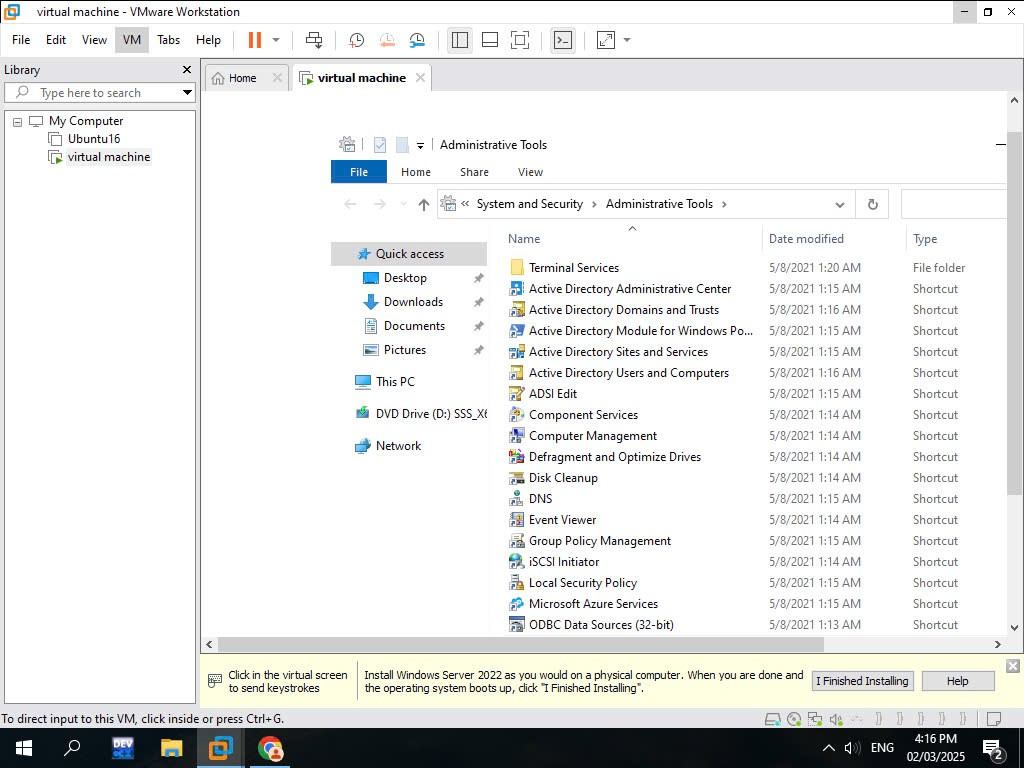 virtual machine - VMware Workstation
File Edit View VM Tabs Help
Library
Type here to search
My Computer
Ubuntu16
virtual machine
Home
virtual machine
Administrative Tools
File Home Share View
« System and Security › Administrative Tools ›
Quick access
Desktop
Downloads
Documents
Pictures
This PC
DVD Drive (D:) SSS_X6
Network
Name Date modified Type
Terminal Services 5/8/2021 1:20 AM File folder
Active Directory Administrative Center 5/8/2021 1:15 AM Shortcut
Active Directory Domains and Trusts 5/8/2021 1:16 AM Shortcut
Active Directory Module for Windows Po... 5/8/2021 1:15 AM Shortcut
Active Directory Sites and Services 5/8/2021 1:15 AM Shortcut
Active Directory Users and Computers 5/8/2021 1:16 AM Shortcut
ADSI Edit 5/8/2021 1:15 AM Shortcut
Component Services 5/8/2021 1:14 AM Shortcut
Computer Management 5/8/2021 1:14 AM Shortcut
Defragment and Optimize Drives 5/8/2021 1:14 AM Shortcut
Disk Cleanup 5/8/2021 1:14 AM Shortcut
DNS 5/8/2021 1:15 AM Shortcut
Event Viewer 5/8/2021 1:14 AM Shortcut
Group Policy Management 5/8/2021 1:15 AM Shortcut
iSCSI Initiator 5/8/2021 1:14 AM Shortcut
Local Security Policy 5/8/2021 1:15 AM Shortcut
Microsoft Azure Services 5/8/2021 1:15 AM Shortcut
ODBC Data Sources (32-bit) 5/8/2021 1:13 AM Shortcut
Click in the virtual screen
to send keystrokes
Install Windows Server 2022 as you would on a physical computer. When you are done and
the operating system boots up, click "I Finished Installing".
I Finished Installing
Help
To direct input to this VM, click inside or press Ctrl+G.
DEV
ENG
4:16 PM
02/03/2025
2